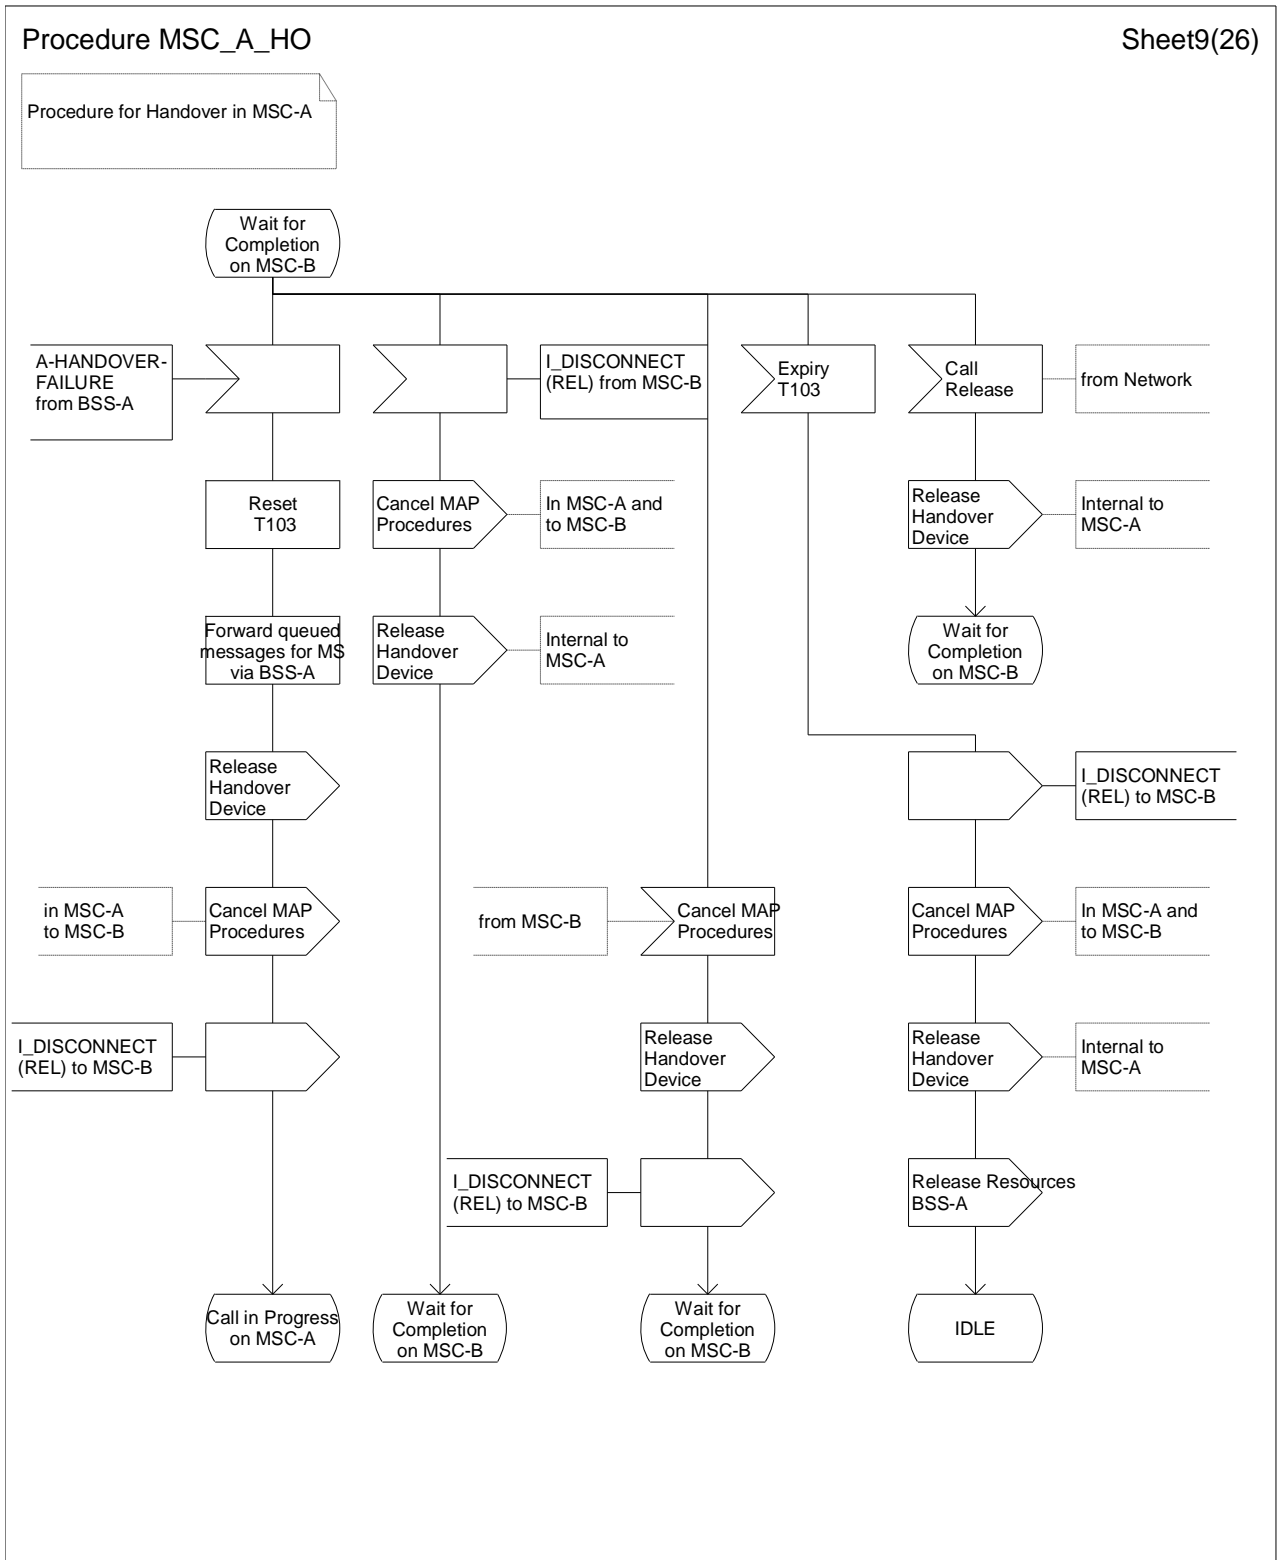 Procedure MSC_A_HO
Sheet9(26)
Procedure for Handover in MSC-A
Wait for
Completion
on MSC-B
A-HANDOVER-
FAILURE
from BSS-A
I_DISCONNECT
(REL) from MSC-B
Expiry
T103
Call
Release
from Network
Reset
T103
Cancel MAP
Procedures
In MSC-A and
to MSC-B
Release
Handover
Device
Internal to
MSC-A
Forward queued
messages for MS
via BSS-A
Release
Handover
Device
Internal to
MSC-A
Wait for
Completion
on MSC-B
Release
Handover
Device
I_DISCONNECT
(REL) to MSC-B
in MSC-A
to MSC-B
Cancel MAP
Procedures
from MSC-B
Cancel MAP
Procedures
Cancel MAP
Procedures
In MSC-A and
to MSC-B
I_DISCONNECT
(REL) to MSC-B
Release
Handover
Device
Release
Handover
Device
Internal to
MSC-A
I_DISCONNECT
(REL) to MSC-B
Release Resources
BSS-A
Call in Progress
on MSC-A
Wait for
Completion
on MSC-B
Wait for
Completion
on MSC-B
IDLE